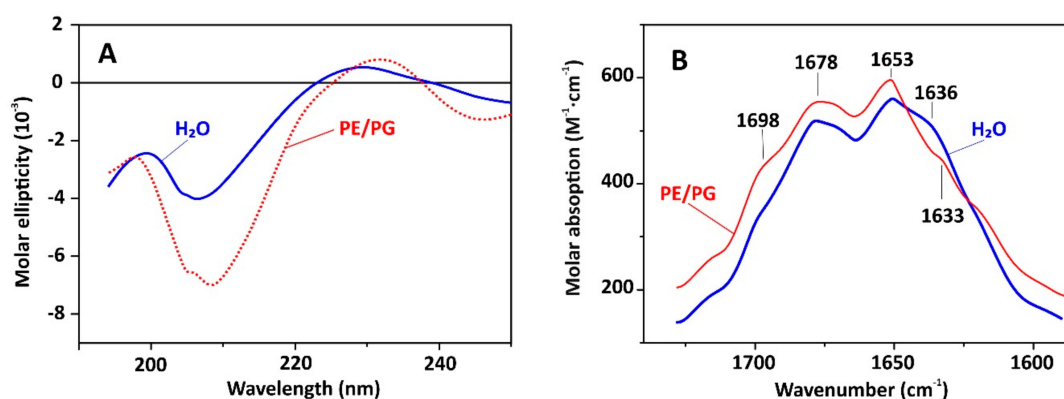 A
2
0
-2
-4
-6
-8
Molar ellipticity (10⁻³)
H₂O
PE/PG
200
220
240
Wavelength (nm)
B
600
400
200
Molar absoption (M⁻¹·cm⁻¹)
1698
1678
1653
1636
H₂O
PE/PG
1633
1700
1650
1600
Wavenumber (cm⁻¹)